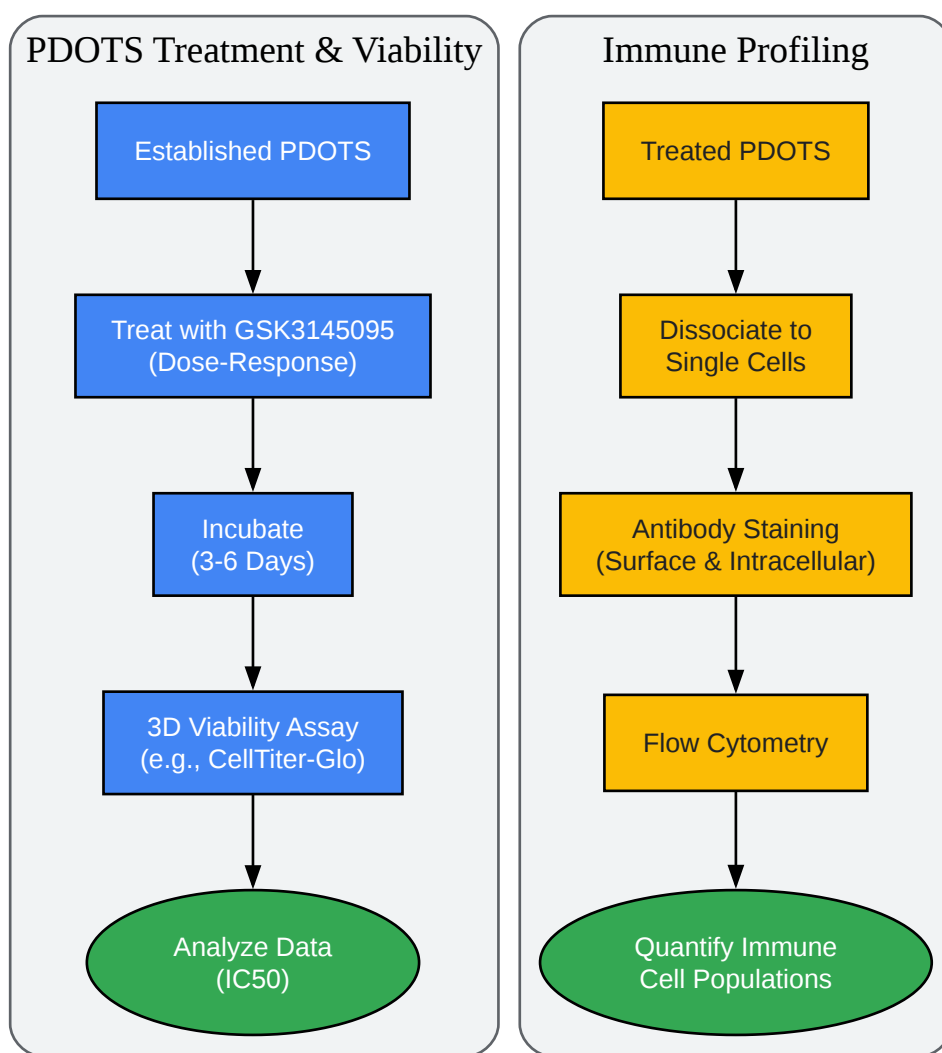 PDOTS Treatment & Viability
Established PDOTS
Treat with GSK3145095
(Dose-Response)
Incubate
(3-6 Days)
3D Viability Assay
(e.g., CellTiter-Glo)
Analyze Data
(IC50)
Immune Profiling
Treated PDOTS
Dissociate to
Single Cells
Antibody Staining
(Surface & Intracellular)
Flow Cytometry
Quantify Immune
Cell Populations